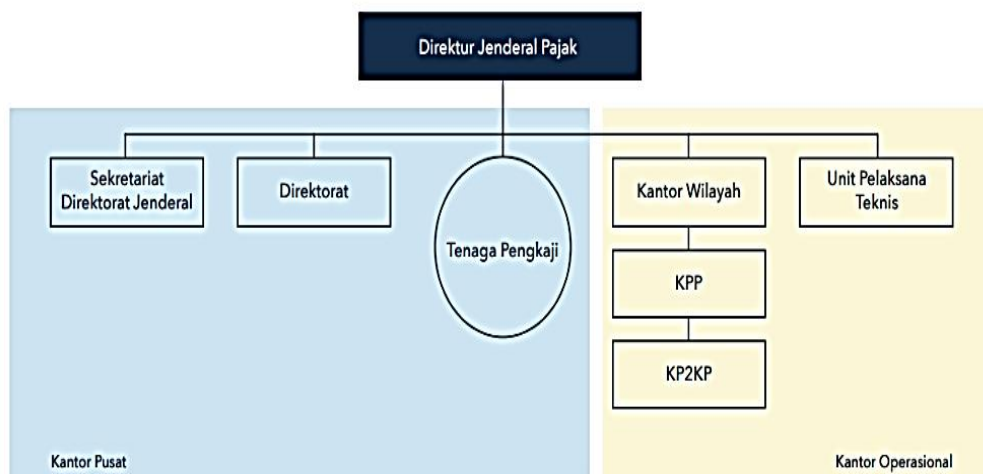 Direktur Jenderal Pajak
Sekretariat
Direktorat Jenderal
Direktorat
Tenaga Pengkaji
Kantor Wilayah
Unit Pelaksana
Teknis
KPP
KP2KP
Kantor Pusat
Kantor Operasional